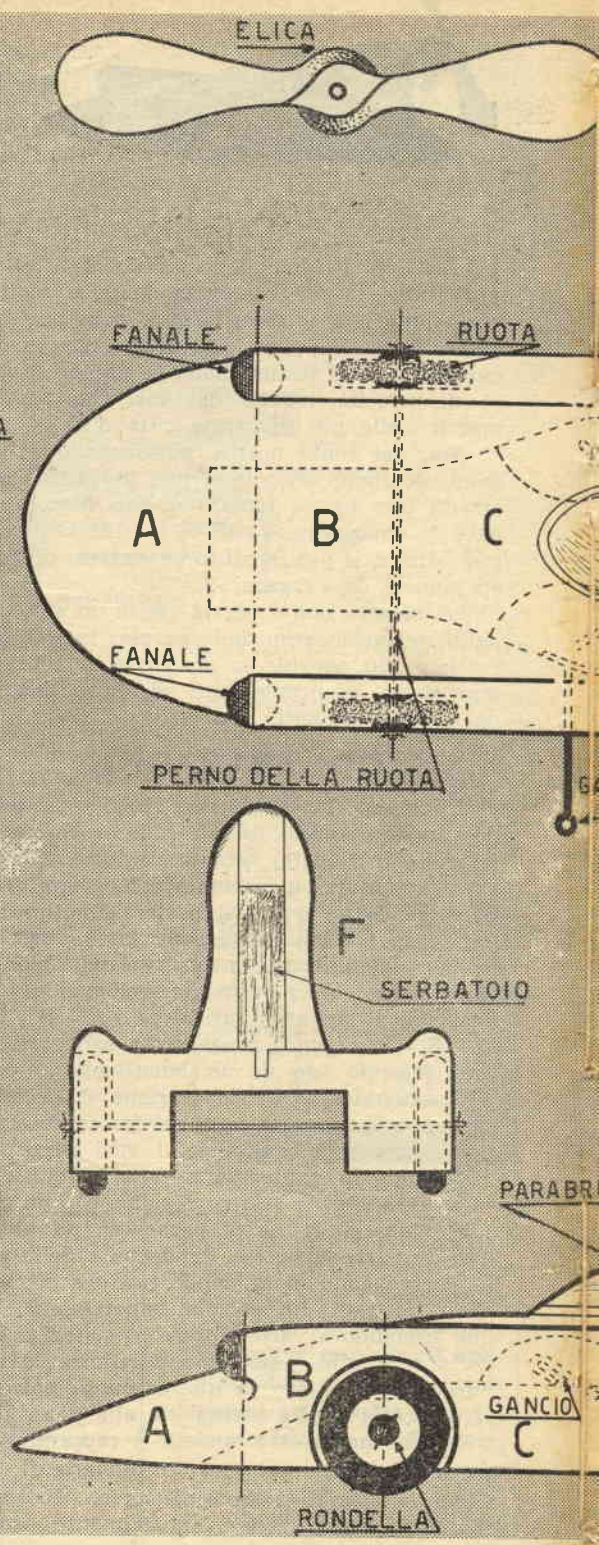 ELICA
FANALE
RUOTA
A
B
C
FANALE
PERNO DELLA RUOTA
F
SERBATOIO
B
GANCIO
A
C
RONDELLA